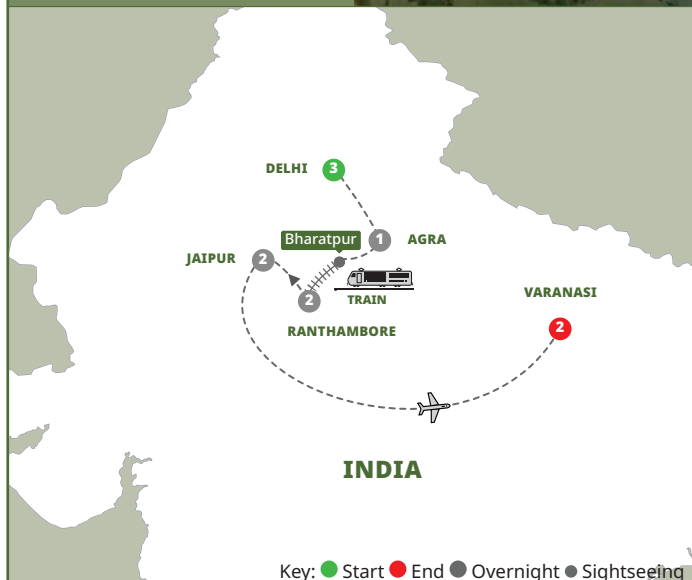 DELHI 3
Bharatpur 1 AGRA
JAIPUR 2
TRAIN
2
RANTHAMBORE
VARANASI
2
INDIA
Key: Start End Overnight Sightseeing